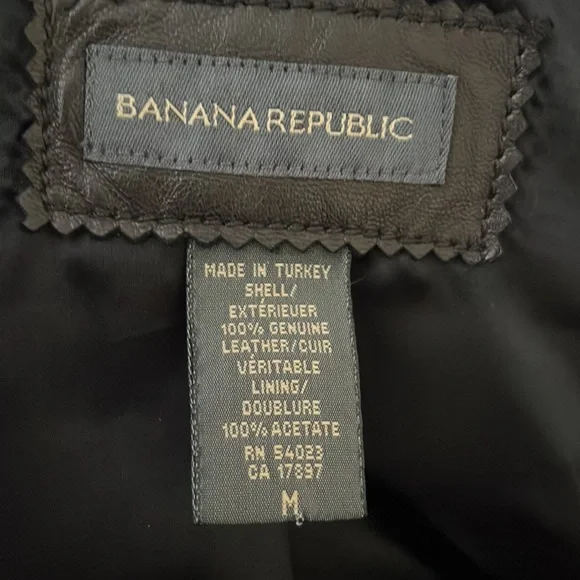 BANANA REPUBLIC
MADE IN TURKEY
SHELL/
EXTÉRIEUER
100% GENUINE
LEATHER/CUIR
VÉRITABLE
LINING/
DOUBLURE
100% ACETATE
RN 54023
CA 17897
M